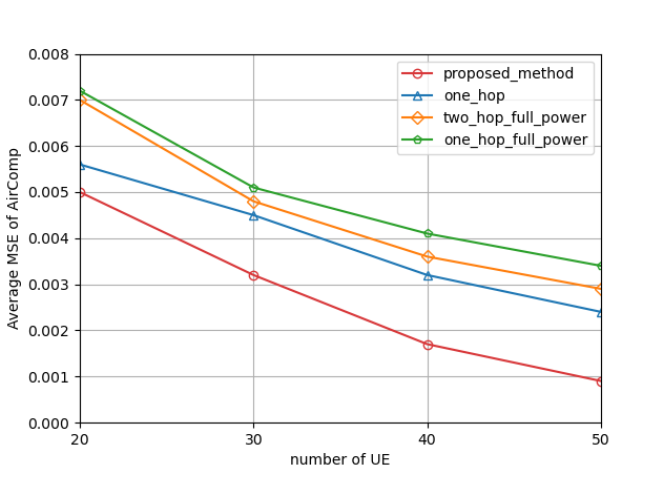 0.008
0.007
0.006
0.005
0.004
0.003
0.002
0.001
0.000
Average MSE of AirComp
proposed_method
one_hop
two_hop_full_power
one_hop_full_power
20 30 40 50
number of UE